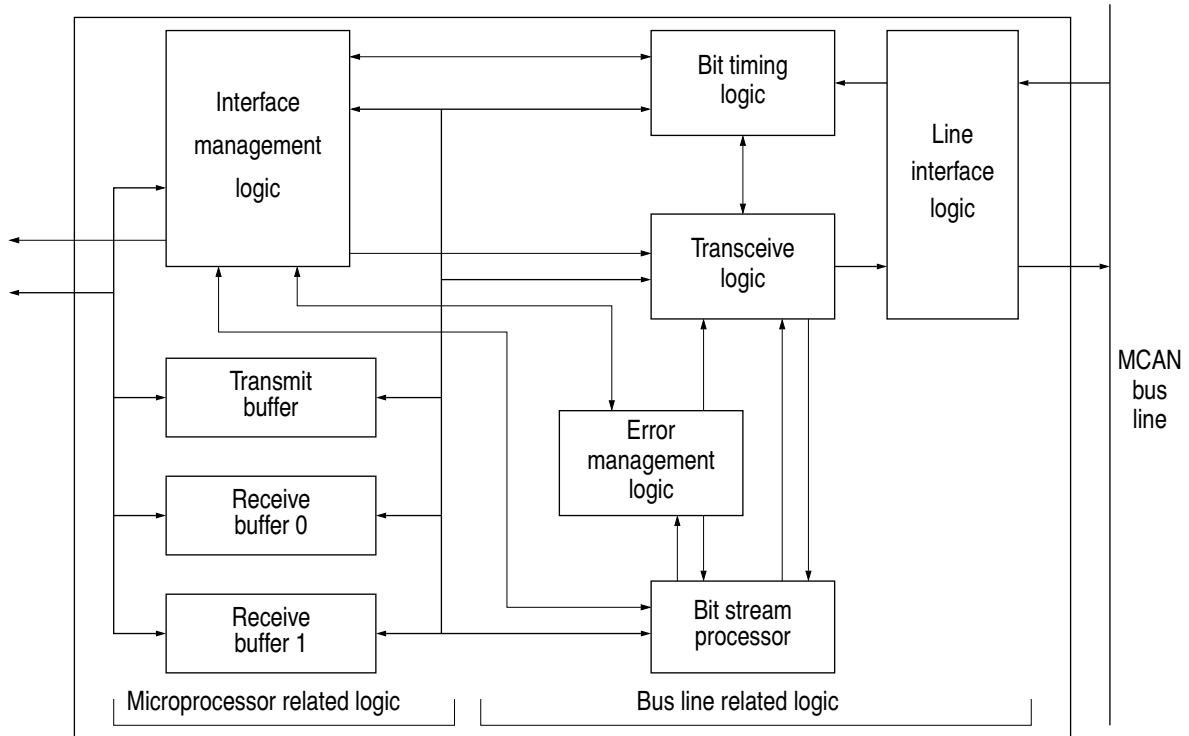 Interface
management
logic
Bit timing
logic
Line
interface
logic
Transceive
logic
Transmit
buffer
Error
management
logic
MCAN
bus
line
Receive
buffer 0
Receive
buffer 1
Bit stream
processor
Microprocessor related logic
Bus line related logic